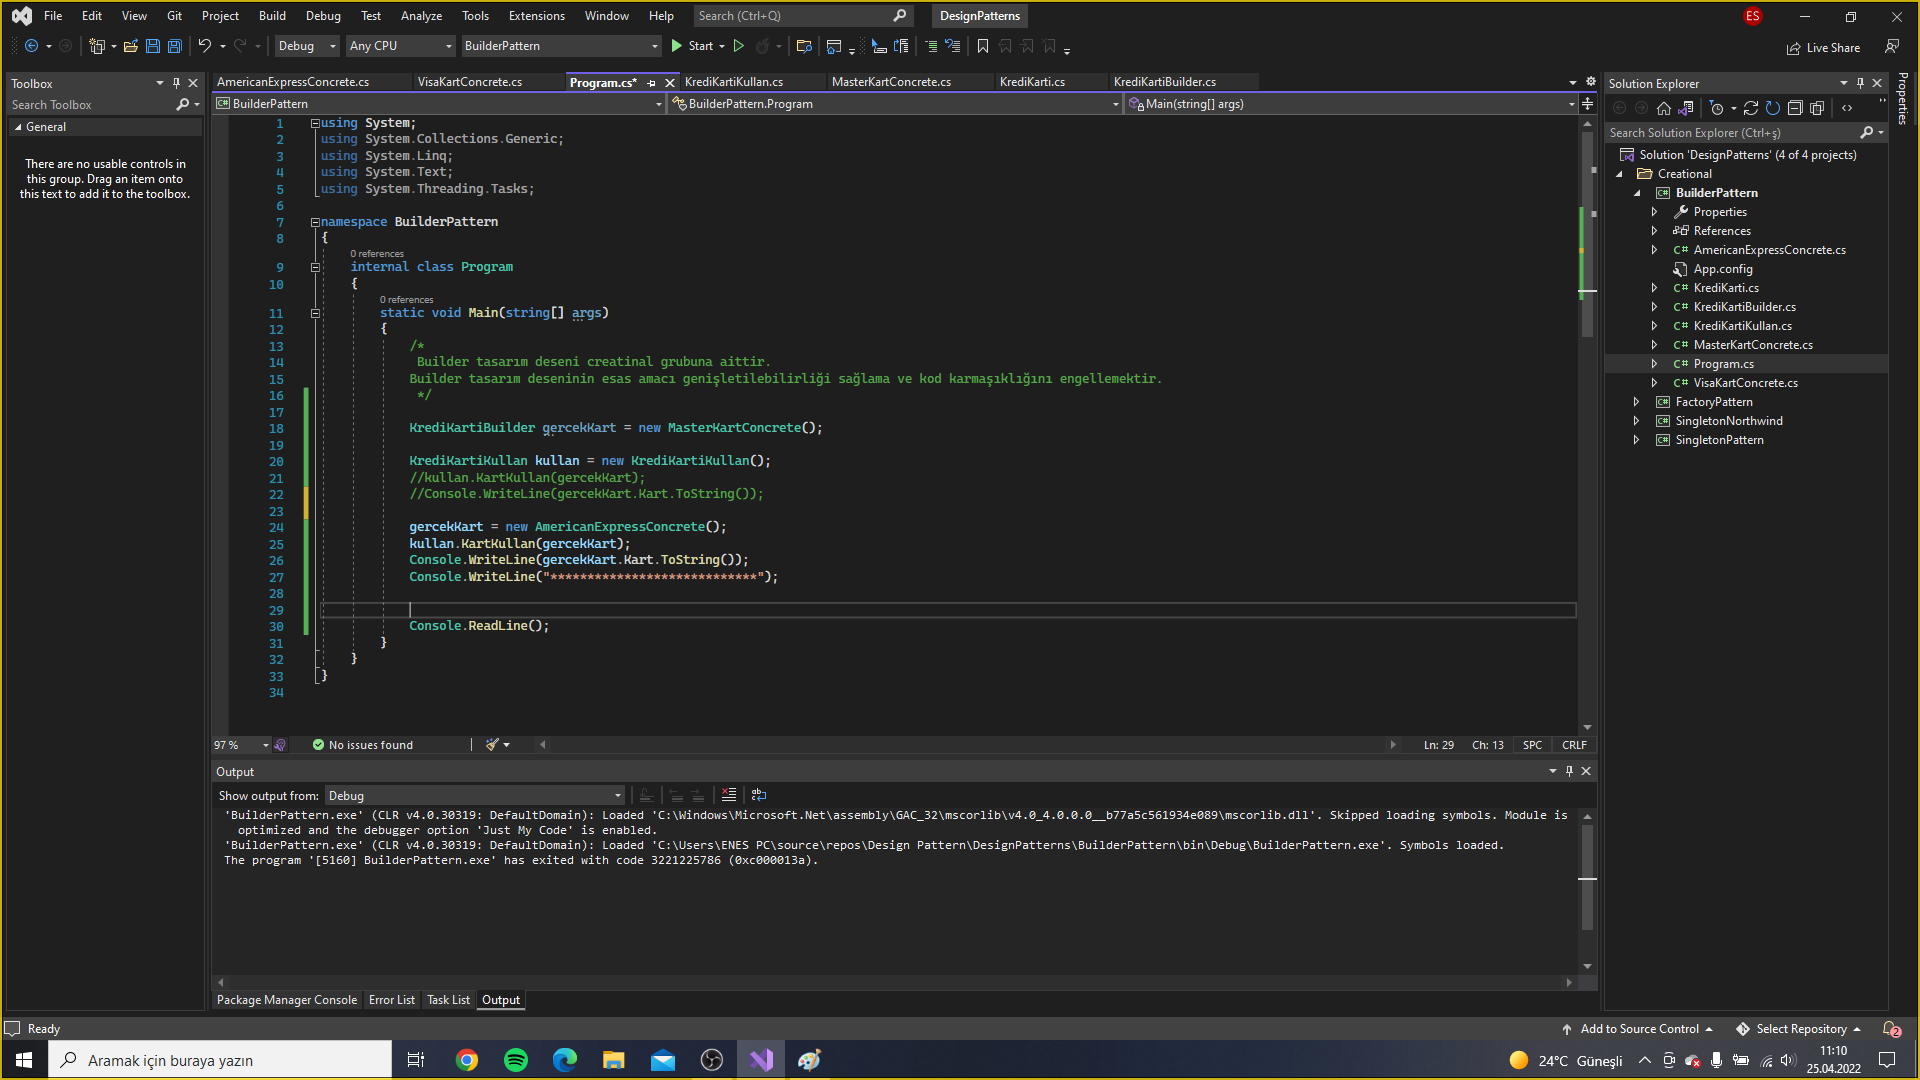 File Edit View Git Project Build Debug Test Analyze Tools Extensions Window Help Search (Ctrl+Q) DesignPatterns ES
Debug Any CPU BuilderPattern Start Live Share
Toolbox
Search Toolbox
General
There are no usable controls in
this group. Drag an item onto
this text to add it to the toolbox.
AmericanExpressConcrete.cs VisaKartConcrete.cs Program.cs* KrediKartiKullan.cs MasterKartConcrete.cs KrediKarti.cs KrediKartiBuilder.cs
BuilderPattern BuilderPattern.Program Main(string[] args)
1 using System;
2 using System.Collections.Generic;
3 using System.Linq;
4 using System.Text;
5 using System.Threading.Tasks;
6
7 namespace BuilderPattern
8 {
0 references
9 internal class Program
10 {
0 references
11 static void Main(string[] args)
12 {
13 /*
14 Builder tasarım deseni creatinal grubuna aittir.
15 Builder tasarım deseninin esas amacı genişletilebilirliği sağlama ve kod karmaşıklığını engellemektir.
16 */
17
18 KrediKartiBuilder gercekKart = new MasterKartConcrete();
19
20 KrediKartiKullan kullan = new KrediKartiKullan();
21 //kullan.KartKullan(gercekKart);
22 //Console.WriteLine(gercekKart.Kart.ToString());
23
24 gercekKart = new AmericanExpressConcrete();
25 kullan.KartKullan(gercekKart);
26 Console.WriteLine(gercekKart.Kart.ToString());
27 Console.WriteLine("****************************");
28
29
30 Console.ReadLine();
31 }
32 }
33 }
34
97 % No issues found Ln: 29 Ch: 13 SPC CRLF
Output
Show output from: Debug
'BuilderPattern.exe' (CLR v4.0.30319: DefaultDomain): Loaded 'C:\Windows\Microsoft.Net\assembly\GAC_32\mscorlib\v4.0_4.0.0.0__b77a5c561934e089\mscorlib.dll'. Skipped loading symbols. Module is
optimized and the debugger option 'Just My Code' is enabled.
'BuilderPattern.exe' (CLR v4.0.30319: DefaultDomain): Loaded 'C:\Users\ENES PC\source\repos\Design Pattern\DesignPatterns\BuilderPattern\bin\Debug\BuilderPattern.exe'. Symbols loaded.
The program '[5160] BuilderPattern.exe' has exited with code 3221225786 (0xc000013a).
Package Manager Console Error List Task List Output
Solution Explorer
Search Solution Explorer (Ctrl+ş)
Solution 'DesignPatterns' (4 of 4 projects)
Creational
C# BuilderPattern
Properties
References
C# AmericanExpressConcrete.cs
App.config
C# KrediKarti.cs
C# KrediKartiBuilder.cs
C# KrediKartiKullan.cs
C# MasterKartConcrete.cs
C# Program.cs
C# VisaKartConcrete.cs
C# FactoryPattern
C# SingletonNorthwind
C# SingletonPattern
Properties
Ready Add to Source Control Select Repository 2
Aramak için buraya yazın 24°C Güneşli 11:10
25.04.2022